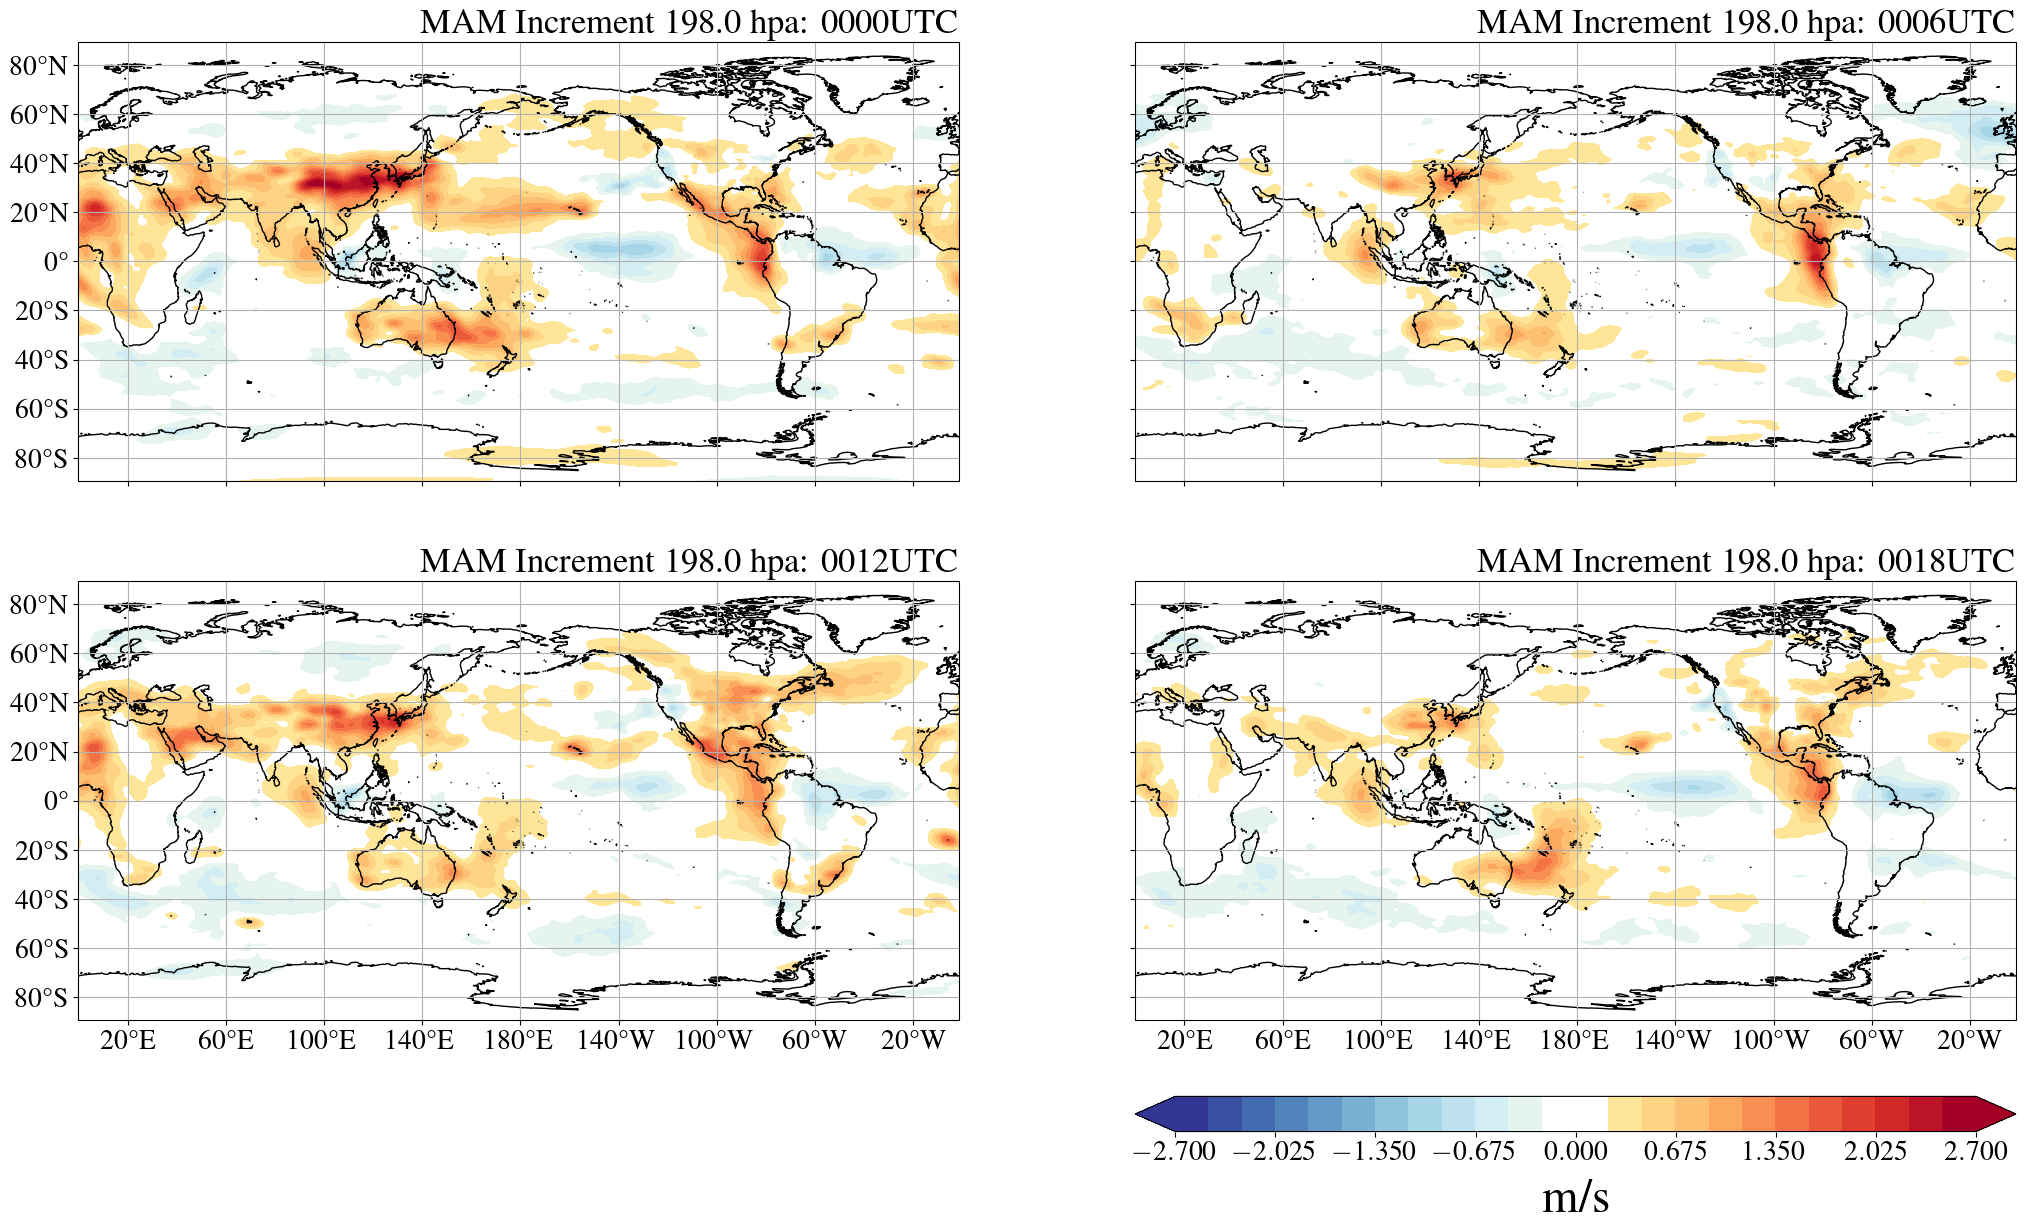 MAM Increment 198.0 hpa: 0000UTC
MAM Increment 198.0 hpa: 0006UTC
80°N
60°N
40°N
20°N
0°
20°S
40°S
60°S
80°S
MAM Increment 198.0 hpa: 0012UTC
MAM Increment 198.0 hpa: 0018UTC
80°N
60°N
40°N
20°N
0°
20°S
40°S
60°S
80°S
20°E 60°E 100°E 140°E 180°E 140°W 100°W 60°W 20°W
20°E 60°E 100°E 140°E 180°E 140°W 100°W 60°W 20°W
−2.700 −2.025 −1.350 −0.675 0.000 0.675 1.350 2.025 2.700
m/s